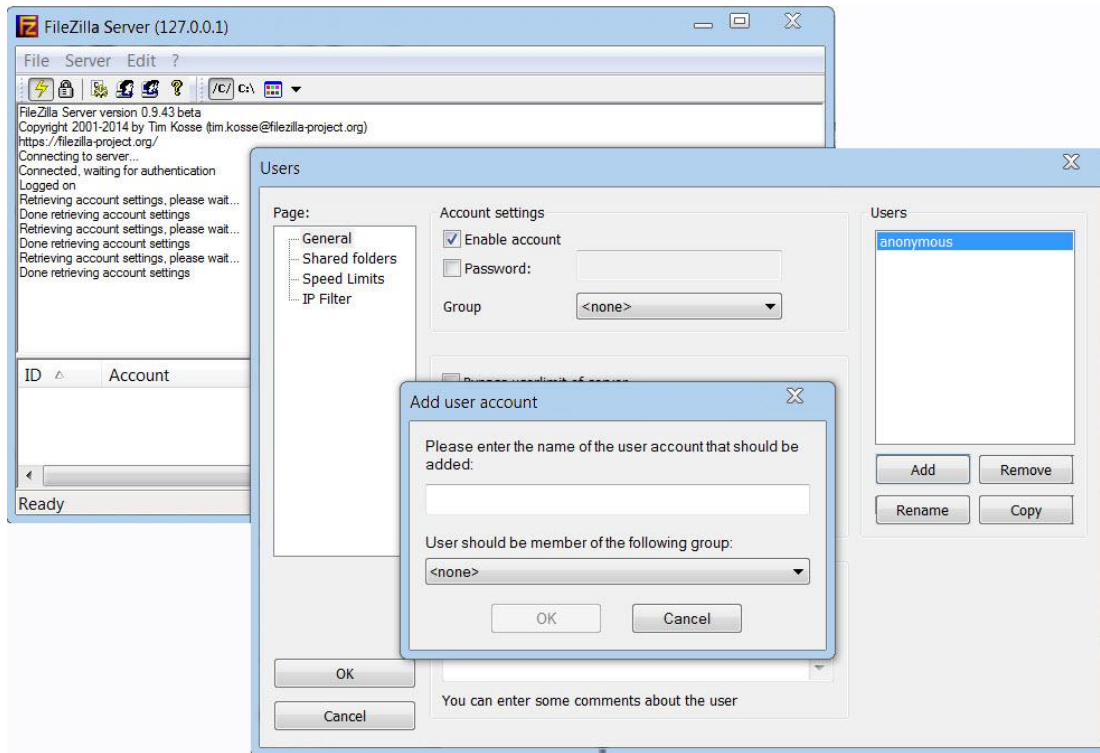 FileZilla Server (127.0.0.1)
File Server Edit ?
/C/ C:\
FileZilla Server version 0.9.43 beta
Copyright 2001-2014 by Tim Kosse (tim.kosse@filezilla-project.org)
https://filezilla-project.org/
Connecting to server...
Connected, waiting for authentication
Logged on
Retrieving account settings, please wait...
Done retrieving account settings
Retrieving account settings, please wait...
Done retrieving account settings
Retrieving account settings, please wait...
Done retrieving account settings
ID Account
Ready
Users
Page:
General
Shared folders
Speed Limits
IP Filter
OK
Cancel
Account settings
Enable account
Password:
Group <none>
Bypass userlimit of server
Add user account
Please enter the name of the user account that should be
added:
User should be member of the following group:
<none>
OK Cancel
You can enter some comments about the user
Users
anonymous
Add Remove
Rename Copy